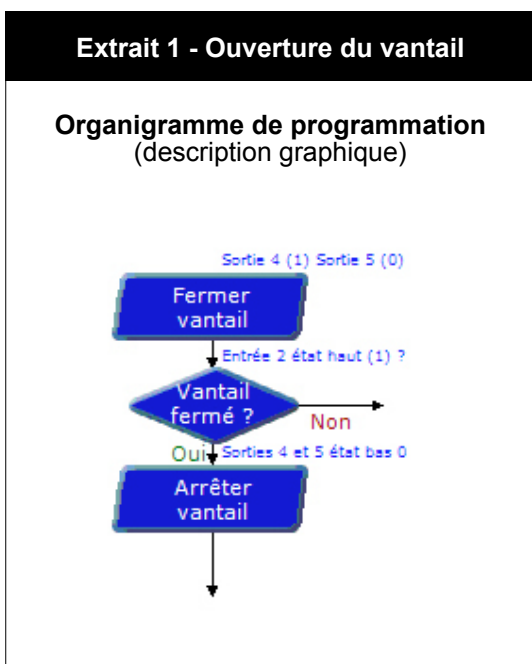 Extrait 1 - Ouverture du vantail
Organigramme de programmation
(description graphique)
Sortie 4 (1) Sortie 5 (0)
Fermer
vantail
Entrée 2 état haut (1) ?
Vantail
fermé ?
Non
Oui
Sorties 4 et 5 état bas 0
Arrêter
vantail